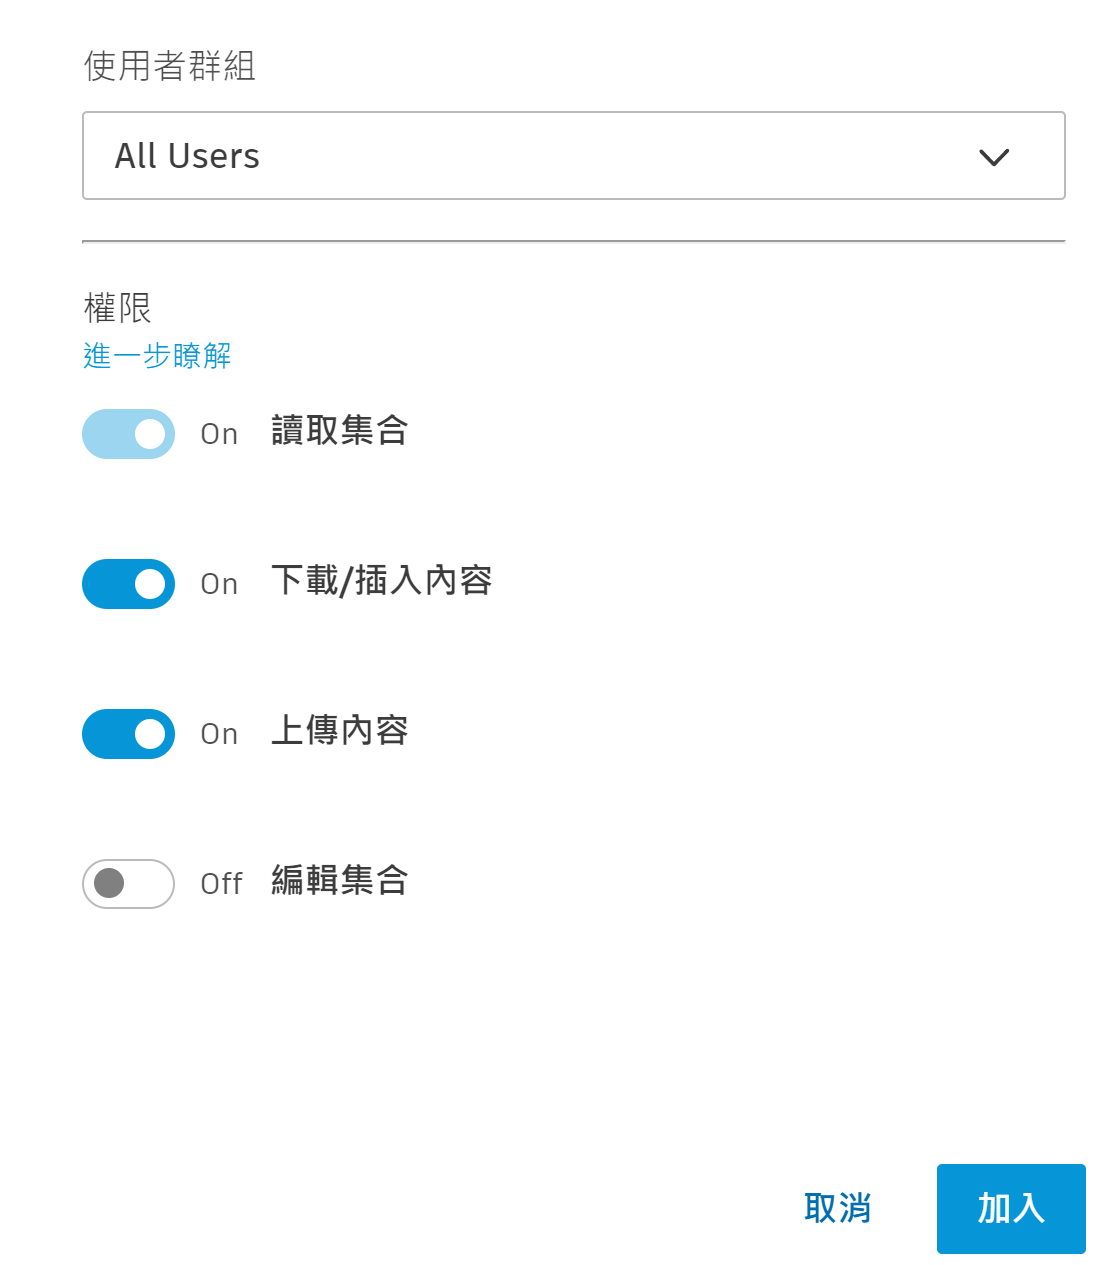 使用者群組
All Users
權限
進一步瞭解
On 讀取集合
On 下載/插入內容
On 上傳內容
Off 編輯集合
取消 加入